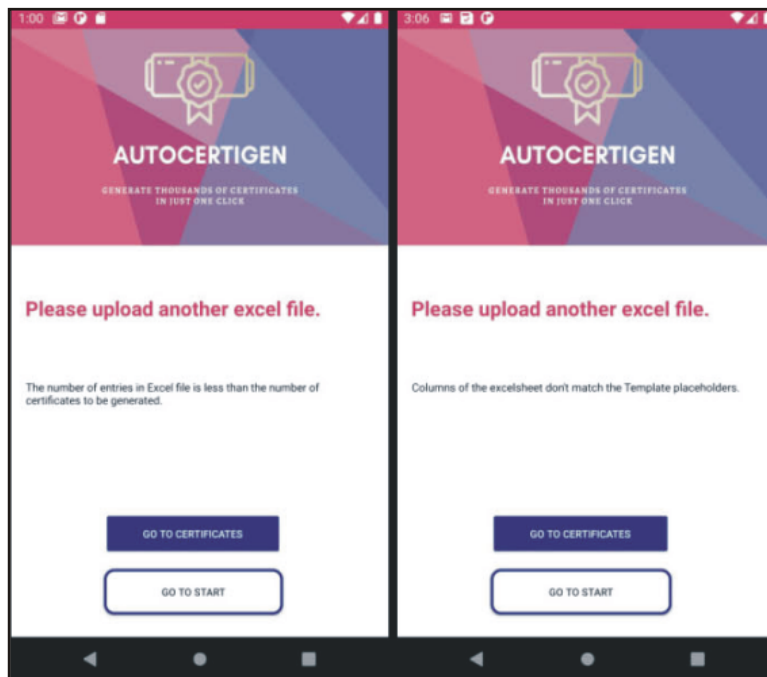 1:00
AUTOCERTIGEN
GENERATE THOUSANDS OF CERTIFICATES
IN JUST ONE CLICK
Please upload another excel file.
The number of entries in Excel file is less than the number of
certificates to be generated.
GO TO CERTIFICATES
GO TO START
3:06
AUTOCERTIGEN
GENERATE THOUSANDS OF CERTIFICATES
IN JUST ONE CLICK
Please upload another excel file.
Columns of the excelsheet don't match the Template placeholders.
GO TO CERTIFICATES
GO TO START